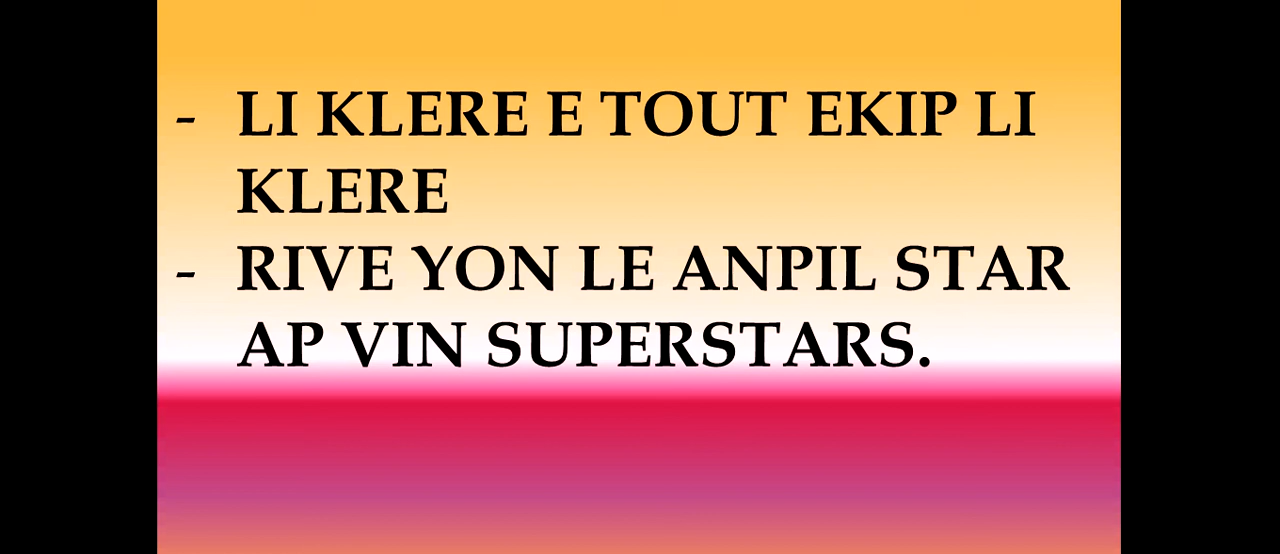 - LI KLERE E TOUT EKIP LI
KLERE
- RIVE YON LE ANPIL STAR
AP VIN SUPERSTARS.